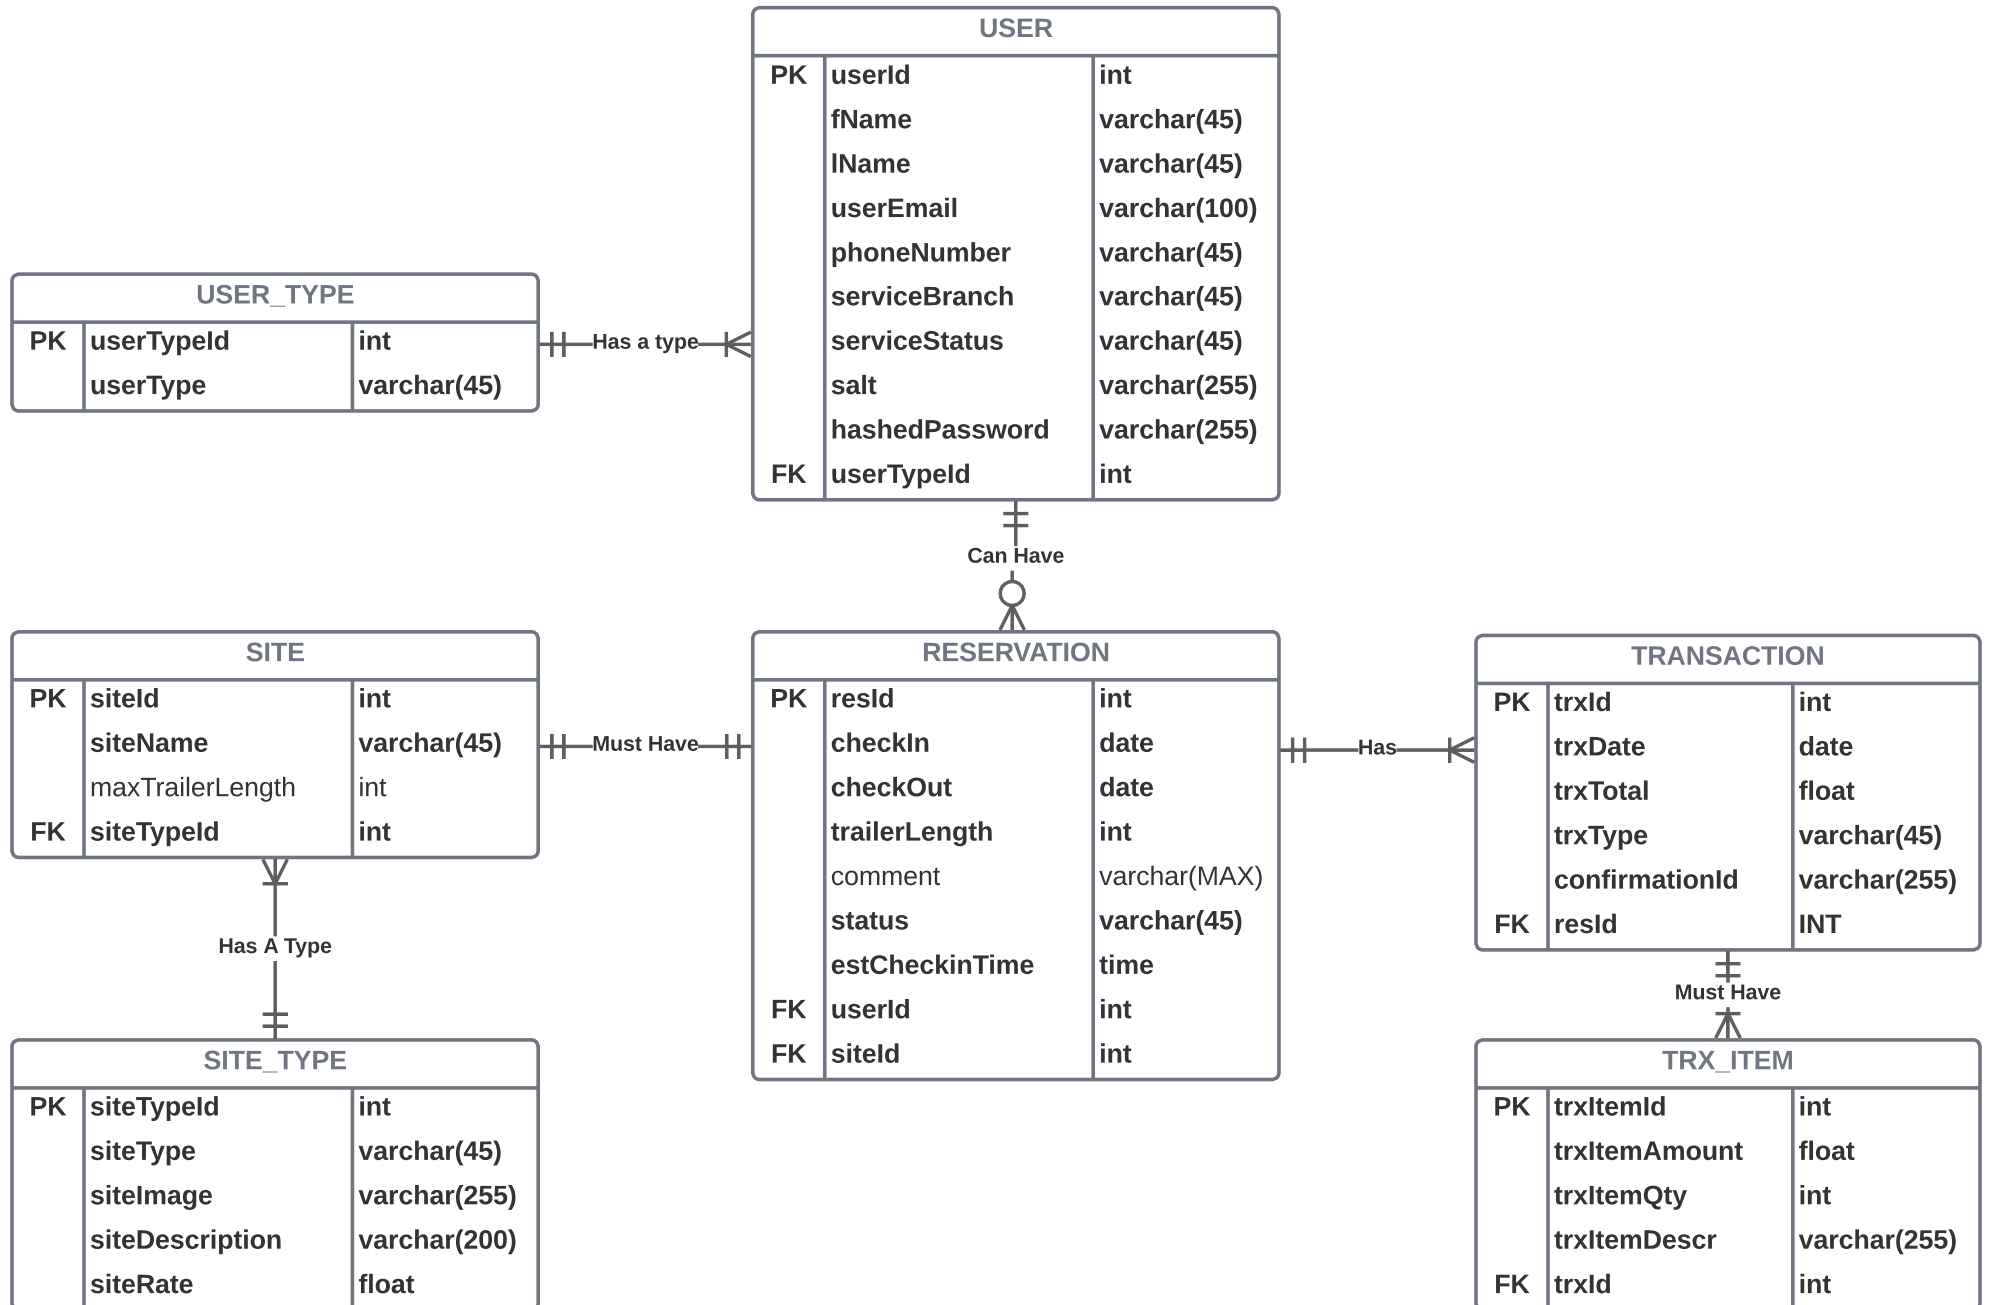 USER
PK userId int
fName varchar(45)
lName varchar(45)
userEmail varchar(100)
phoneNumber varchar(45)
serviceBranch varchar(45)
serviceStatus varchar(45)
salt varchar(255)
hashedPassword varchar(255)
FK userTypeId int
USER_TYPE
PK userTypeId int
userType varchar(45)
Has a type
Can Have
SITE
PK siteId int
siteName varchar(45)
maxTrailerLength int
FK siteTypeId int
Must Have
RESERVATION
PK resId int
checkIn date
checkOut date
trailerLength int
comment varchar(MAX)
status varchar(45)
estCheckinTime time
FK userId int
FK siteId int
Has
TRANSACTION
PK trxId int
trxDate date
trxTotal float
trxType varchar(45)
confirmationId varchar(255)
FK resId INT
Has A Type
Must Have
SITE_TYPE
PK siteTypeId int
siteType varchar(45)
siteImage varchar(255)
siteDescription varchar(200)
siteRate float
TRX_ITEM
PK trxItemId int
trxItemAmount float
trxItemQty int
trxItemDescr varchar(255)
FK trxId int